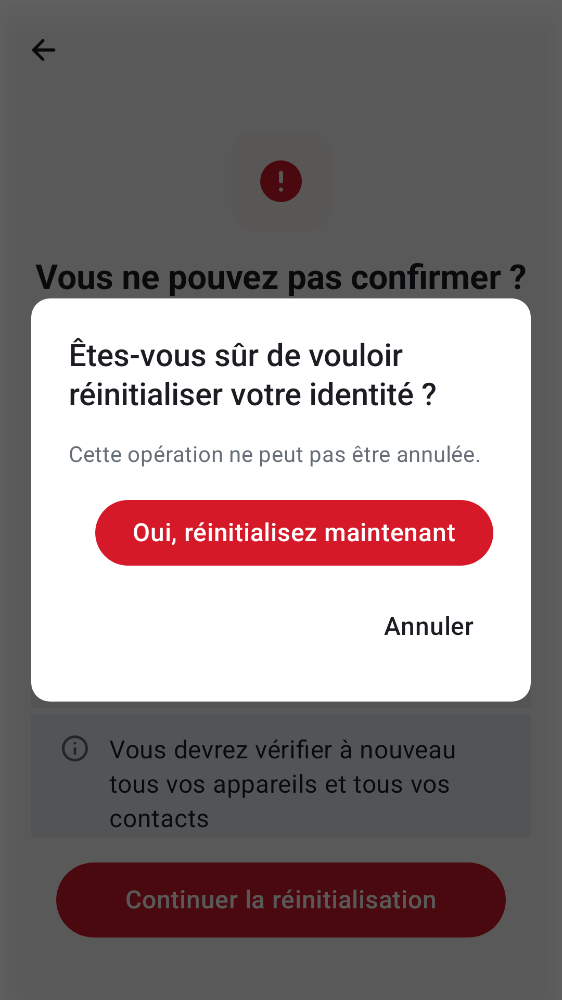 Vous ne pouvez pas confirmer ?
Êtes-vous sûr de vouloir
réinitialiser votre identité ?
Cette opération ne peut pas être annulée.
Oui, réinitialisez maintenant
Annuler
Vous devrez vérifier à nouveau
tous vos appareils et tous vos
contacts
Continuer la réinitialisation